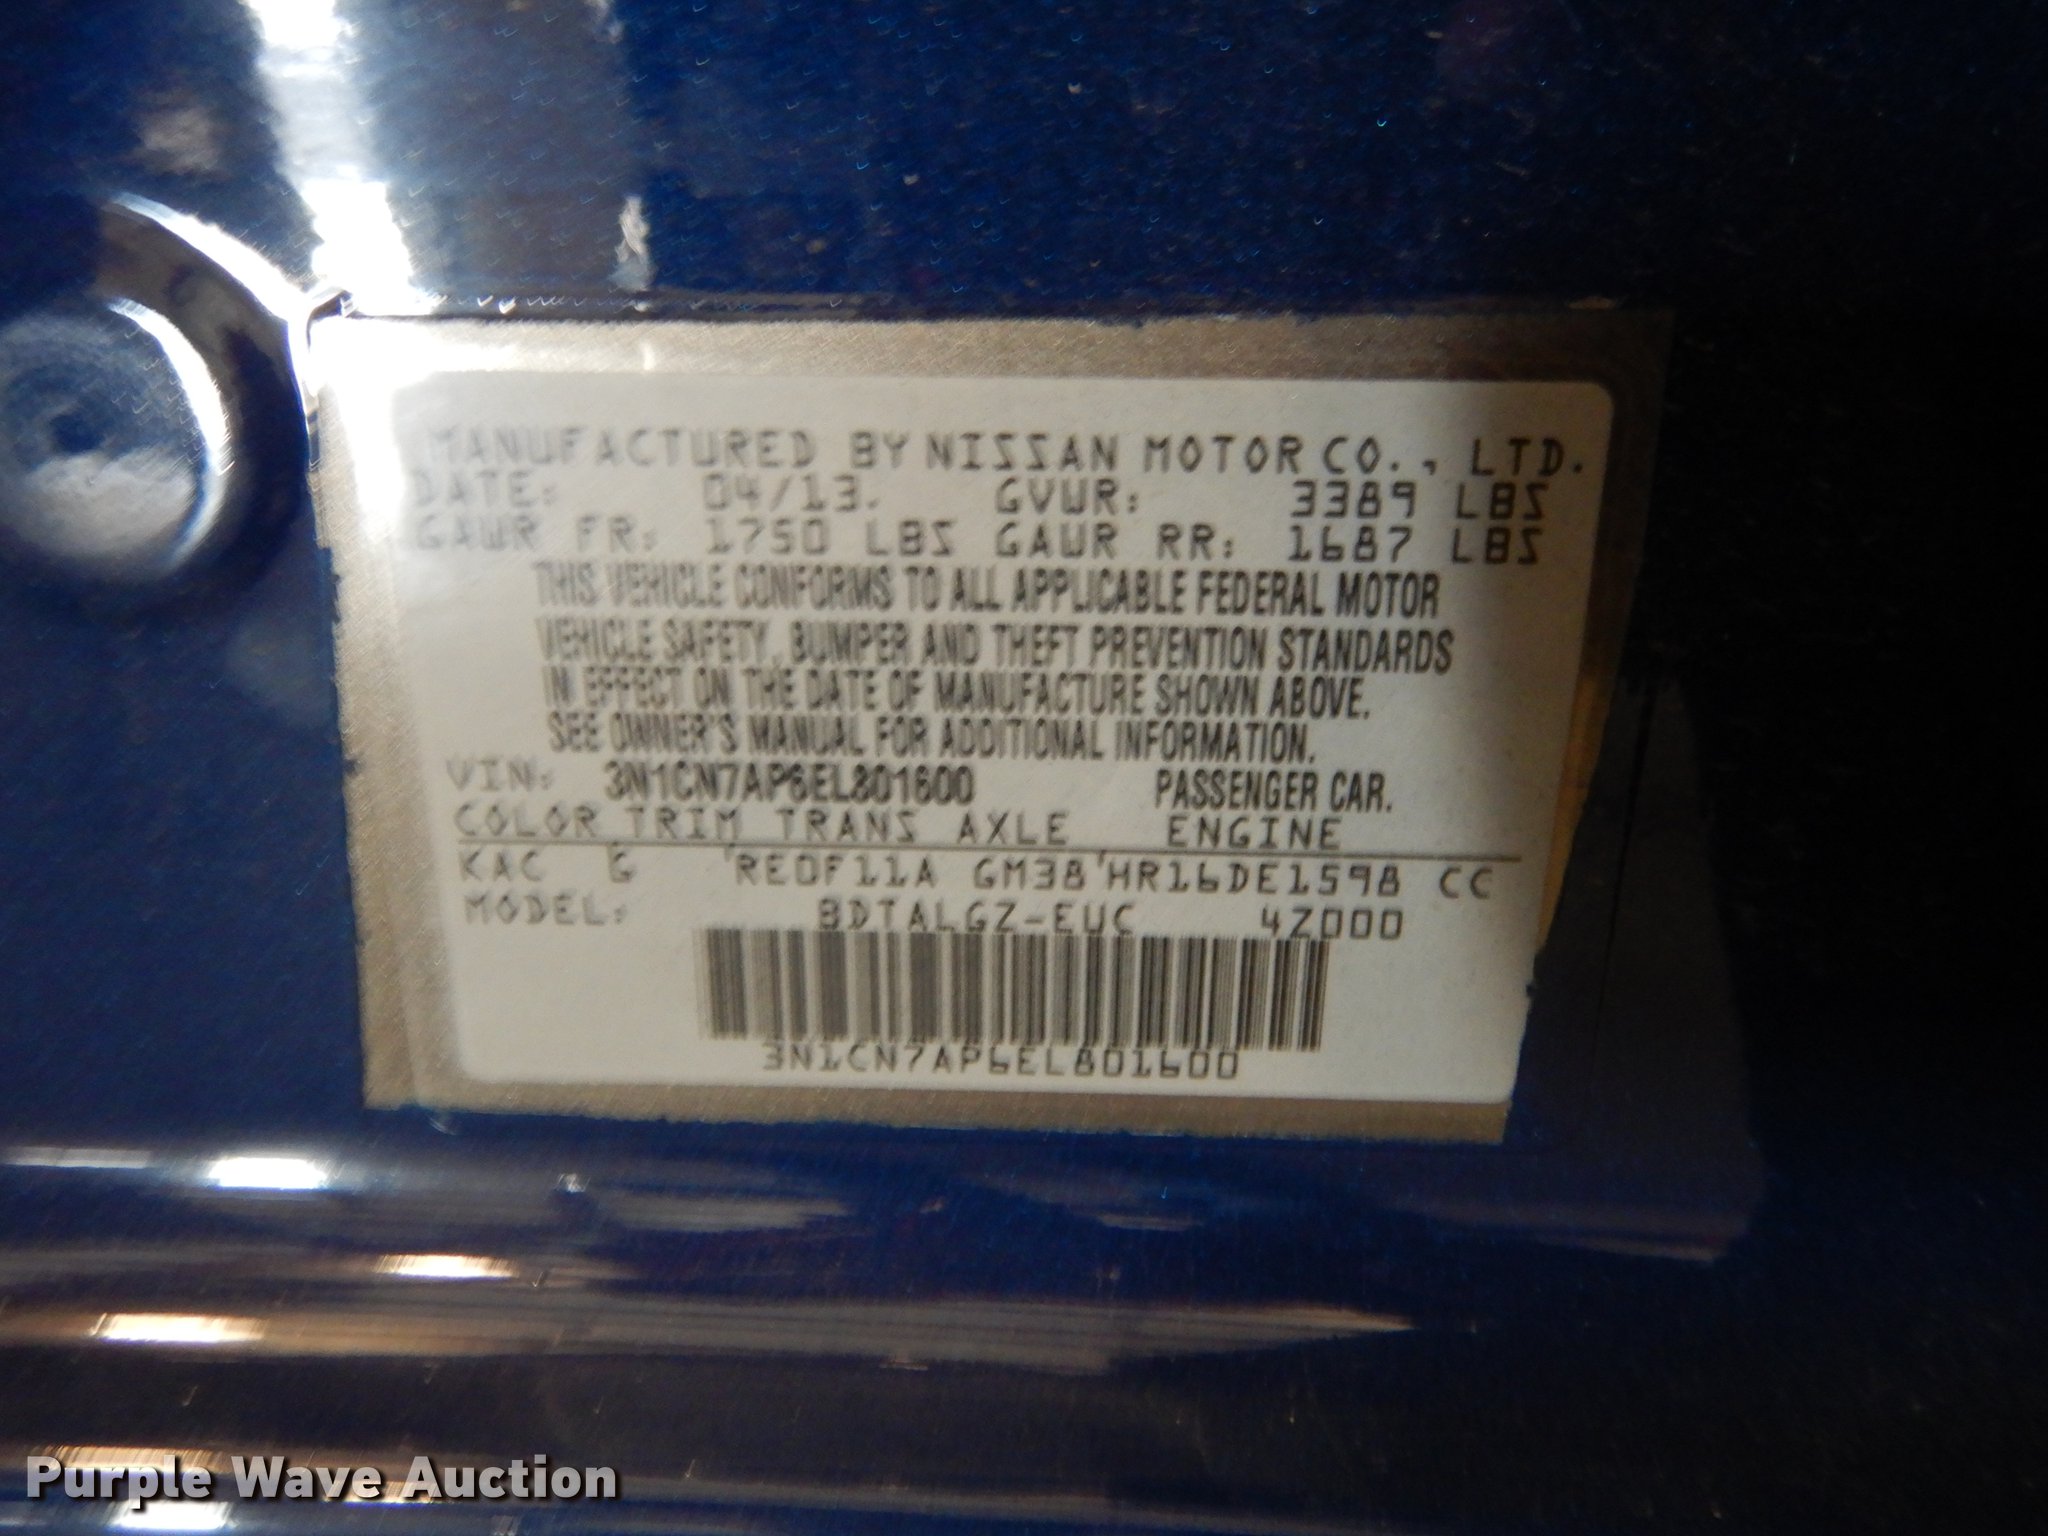 MANUFACTURED BY NISSAN MOTOR CO., LTD.
DATE: 04/13. GVWR: 3389 LBS
GAWR FR: 1750 LBS GAWR RR: 1687 LBS
THIS VEHICLE CONFORMS TO ALL APPLICABLE FEDERAL MOTOR
VEHICLE SAFETY, BUMPER AND THEFT PREVENTION STANDARDS
IN EFFECT ON THE DATE OF MANUFACTURE SHOWN ABOVE.
SEE OWNER'S MANUAL FOR ADDITIONAL INFORMATION.
VIN: 3N1CN7AP6EL801600 PASSENGER CAR.
COLOR TRIM TRANS AXLE ENGINE
KAC G 'RE0F11A GM38'HR16DE1598 CC
MODEL: BDTALGZ-EUC 4Z000
3N1CN7AP6EL801600
Purple Wave Auction